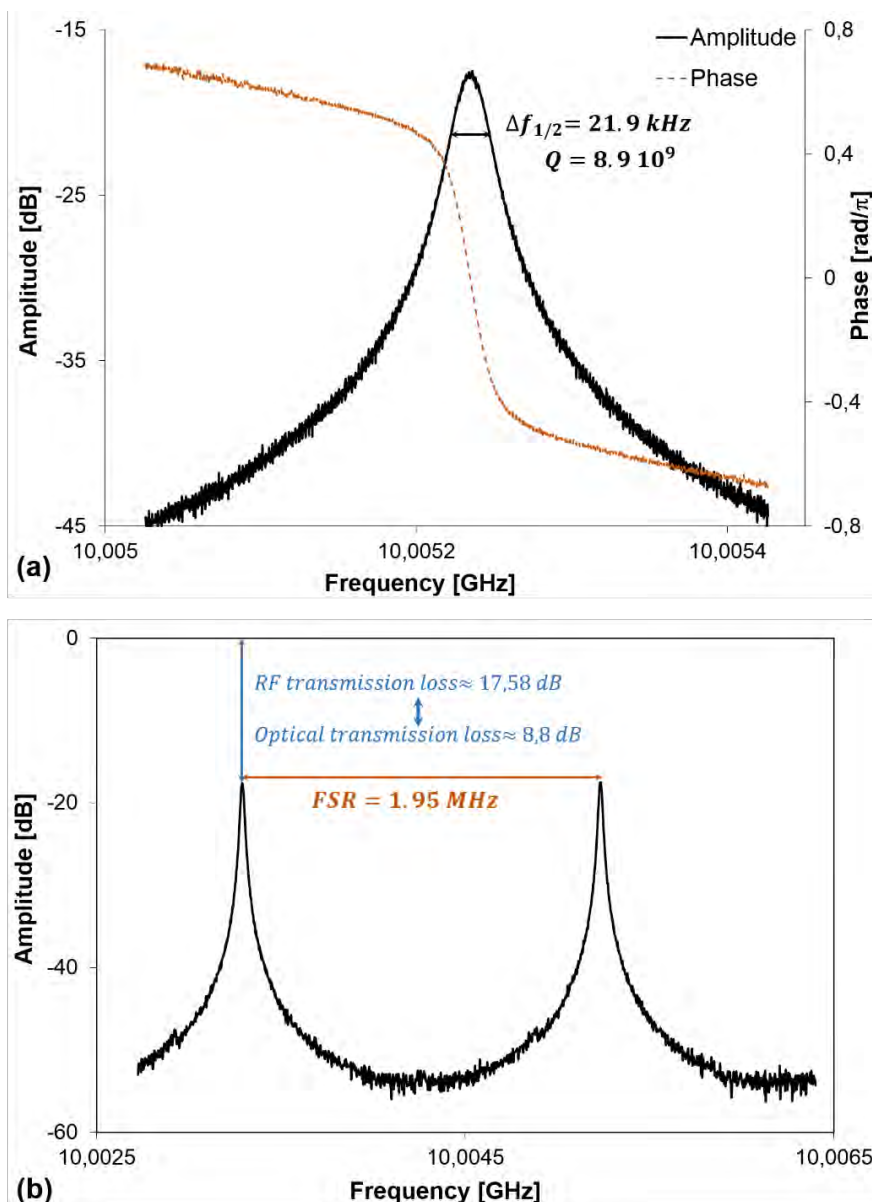 -15
-25
-35
-45
Amplitude [dB]
0,8
0,4
0
-0,4
-0,8
Phase [rad/π]
Amplitude
Phase
Δf1/2= 21.9 kHz
Q = 8.9 10^9
10,005
10,0052
10,0054
Frequency [GHz]
(a)
0
-20
-40
-60
Amplitude [dB]
RF transmission loss≈ 17,58 dB
Optical transmission loss≈ 8,8 dB
FSR = 1.95 MHz
10,0025
10,0045
10,0065
Frequency [GHz]
(b)